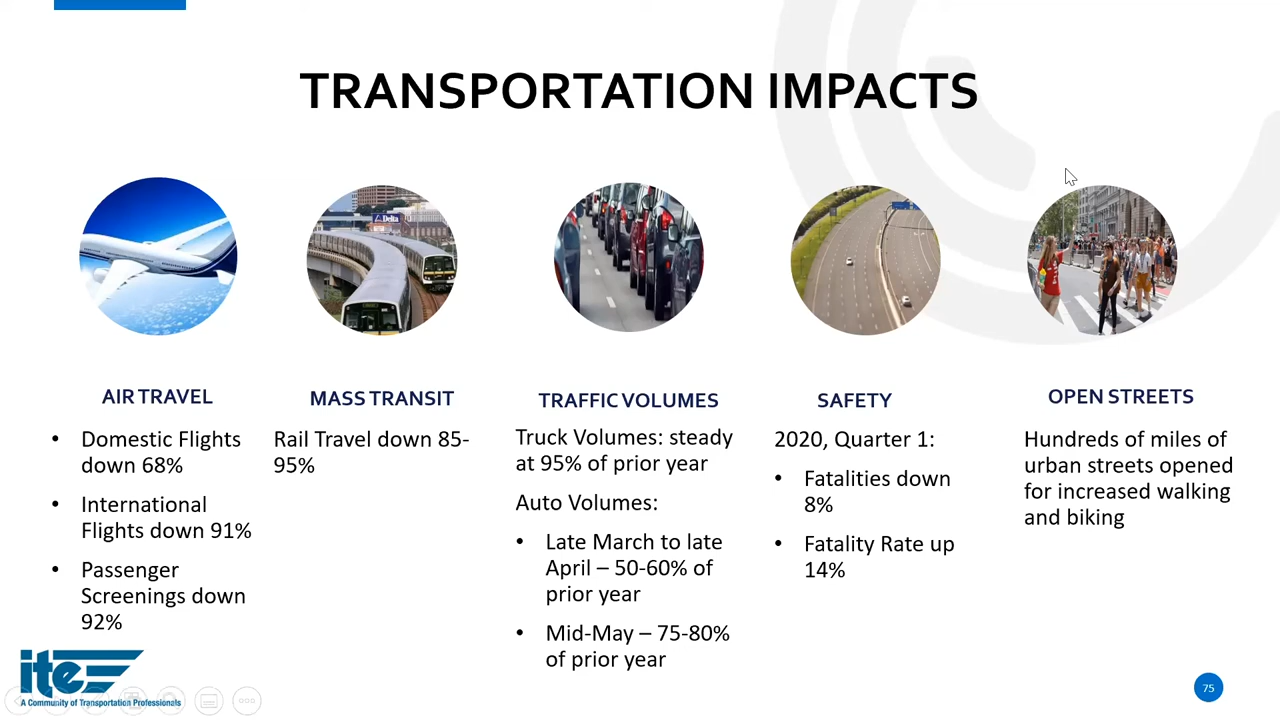 TRANSPORTATION IMPACTS
Delta
AIR TRAVEL
• Domestic Flights
down 68%
• International
Flights down 91%
• Passenger
Screenings down
92%
MASS TRANSIT
Rail Travel down 85-
95%
TRAFFIC VOLUMES
Truck Volumes: steady
at 95% of prior year
Auto Volumes:
• Late March to late
April – 50-60% of
prior year
• Mid-May – 75-80%
of prior year
SAFETY
2020, Quarter 1:
• Fatalities down
8%
• Fatality Rate up
14%
OPEN STREETS
Hundreds of miles of
urban streets opened
for increased walking
and biking
ite
A Community of Transportation Professionals
75